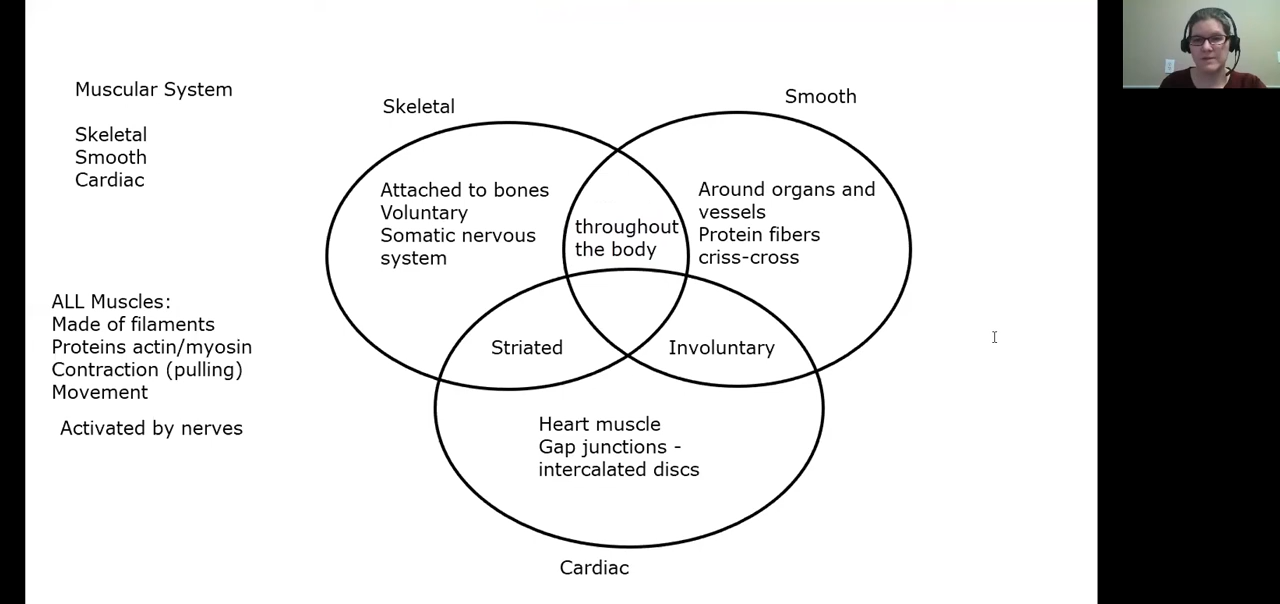 Muscular System
Skeletal
Smooth
Cardiac
ALL Muscles:
Made of filaments
Proteins actin/myosin
Contraction (pulling)
Movement
Activated by nerves
Skeletal
Attached to bones
Voluntary
Somatic nervous
system
throughout
the body
Smooth
Around organs and
vessels
Protein fibers
criss-cross
Striated
Involuntary
Heart muscle
Gap junctions -
intercalated discs
Cardiac